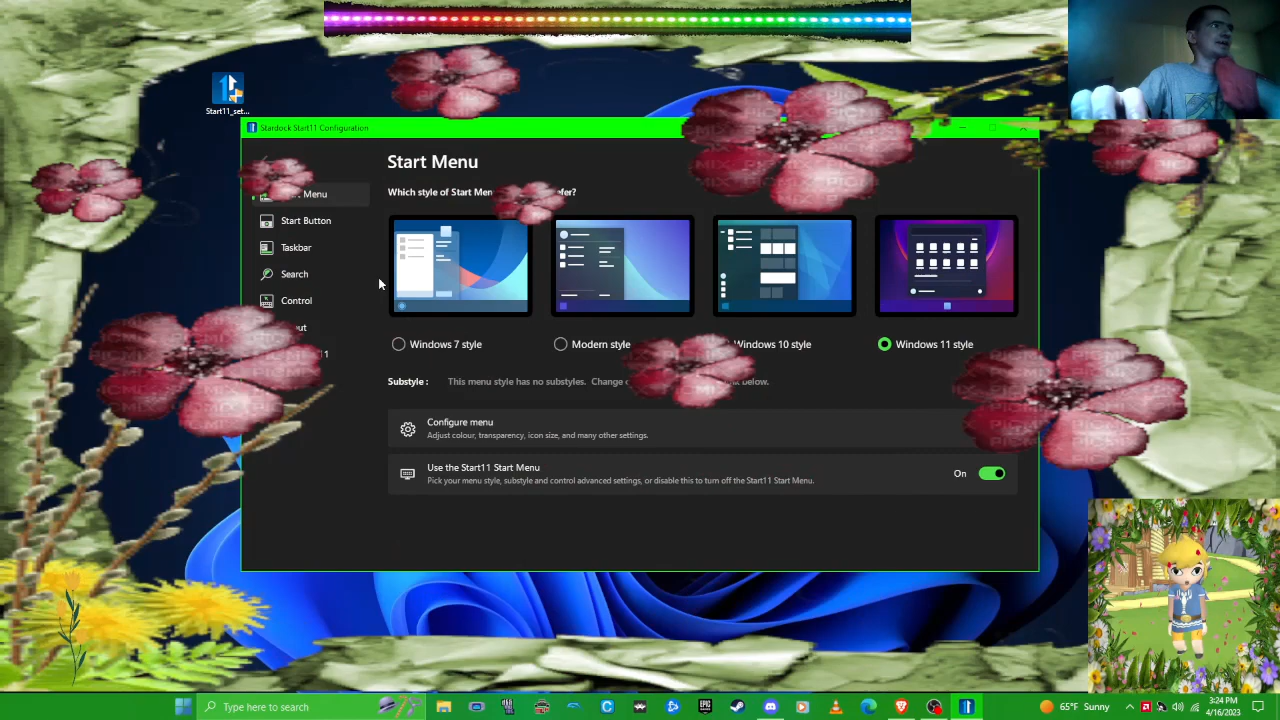 Start11_set...
Stardock Start11 Configuration
Start Menu
Which style of Start
Menu
Start Button
Taskbar
Search
Control
Windows 7 style
Modern style
Windows 10 style
Windows 11 style
Substyle : This menu style has no substyles. Change below.
Configure menu
Adjust colour, transparency, icon size, and many other settings.
Use the Start11 Start Menu
Pick your menu style, substyle and control advanced settings, or disable this to turn off the Start11 Start Menu.
On
PICMIX
Type here to search
EPIC
65°F Sunny
3:24 PM
4/16/2023